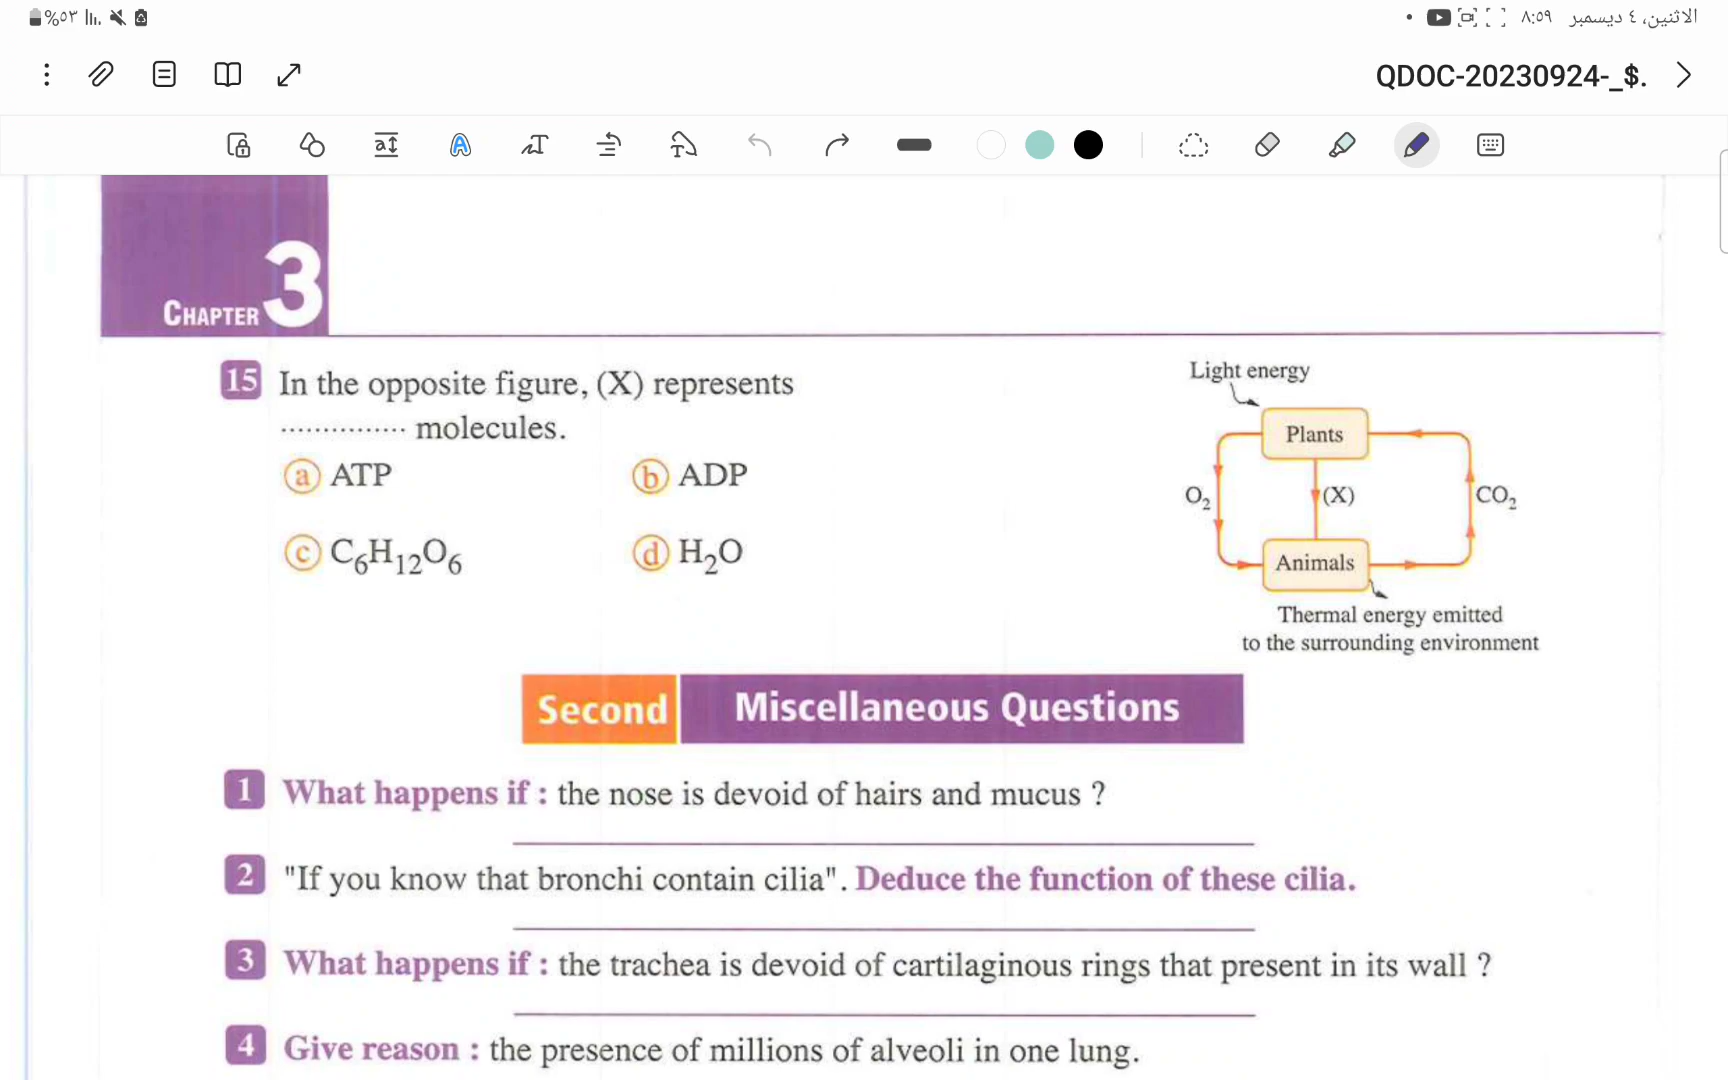 %٥٣
الاثنين، ٤ ديسمبر ٨:٥٩
QDOC-20230924-_$.
CHAPTER 3
15 In the opposite figure, (X) represents
.............. molecules.
a ATP
b ADP
c C₆H₁₂O₆
d H₂O
Light energy
Plants
O₂
(X)
CO₂
Animals
Thermal energy emitted
to the surrounding environment
Second Miscellaneous Questions
1 What happens if : the nose is devoid of hairs and mucus ?
2 "If you know that bronchi contain cilia". Deduce the function of these cilia.
3 What happens if : the trachea is devoid of cartilaginous rings that present in its wall ?
4 Give reason : the presence of millions of alveoli in one lung.